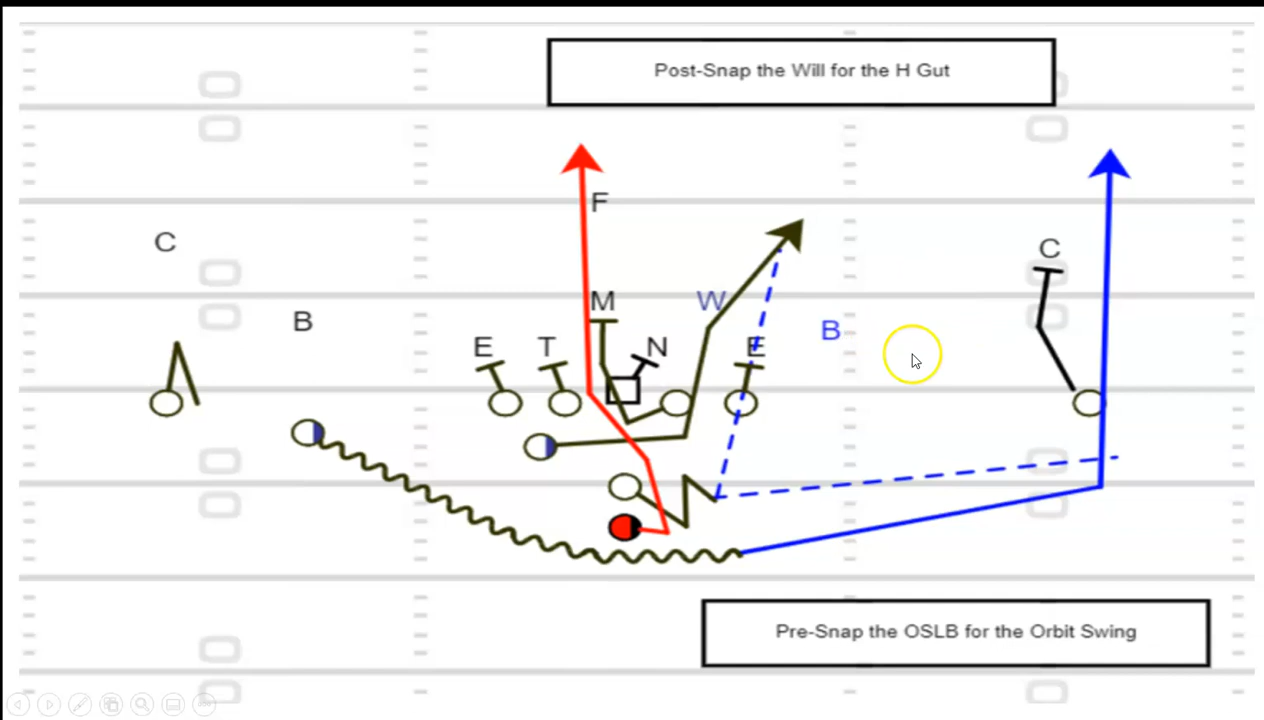 Post-Snap the Will for the H Gut
F
C
C
M
W
B
B
E
T
N
E
Pre-Snap the OSLB for the Orbit Swing